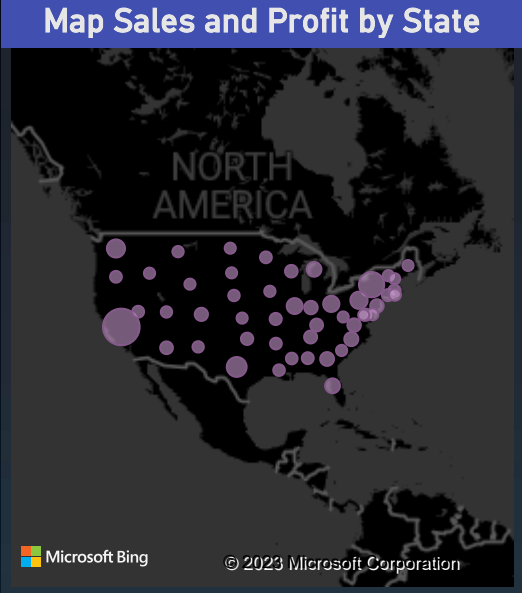 Map Sales and Profit by State
NORTH
AMERICA
Microsoft Bing
© 2023 Microsoft Corporation